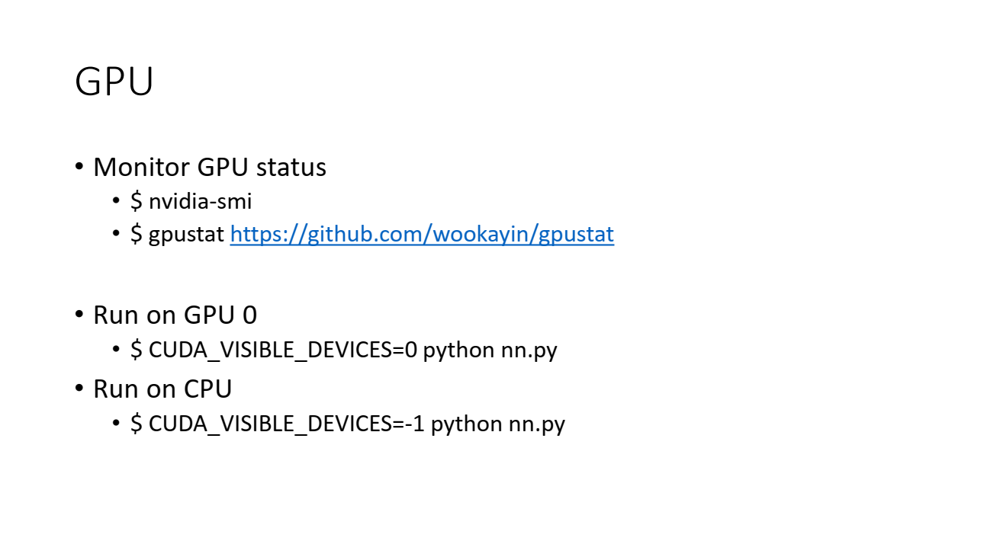 GPU
• Monitor GPU status
• $ nvidia-smi
• $ gpustat https://github.com/wookayin/gpustat
• Run on GPU 0
• $ CUDA_VISIBLE_DEVICES=0 python nn.py
• Run on CPU
• $ CUDA_VISIBLE_DEVICES=-1 python nn.py